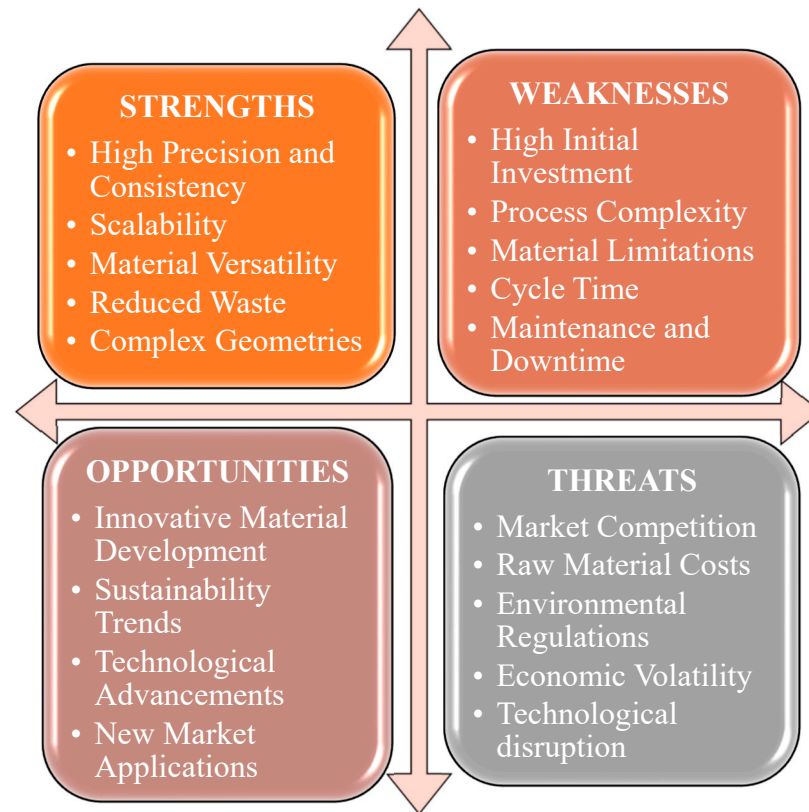 STRENGTHS
• High Precision and
Consistency
• Scalability
• Material Versatility
• Reduced Waste
• Complex Geometries
WEAKNESSES
• High Initial
Investment
• Process Complexity
• Material Limitations
• Cycle Time
• Maintenance and
Downtime
OPPORTUNITIES
• Innovative Material
Development
• Sustainability
Trends
• Technological
Advancements
• New Market
Applications
THREATS
• Market Competition
• Raw Material Costs
• Environmental
Regulations
• Economic Volatility
• Technological
disruption